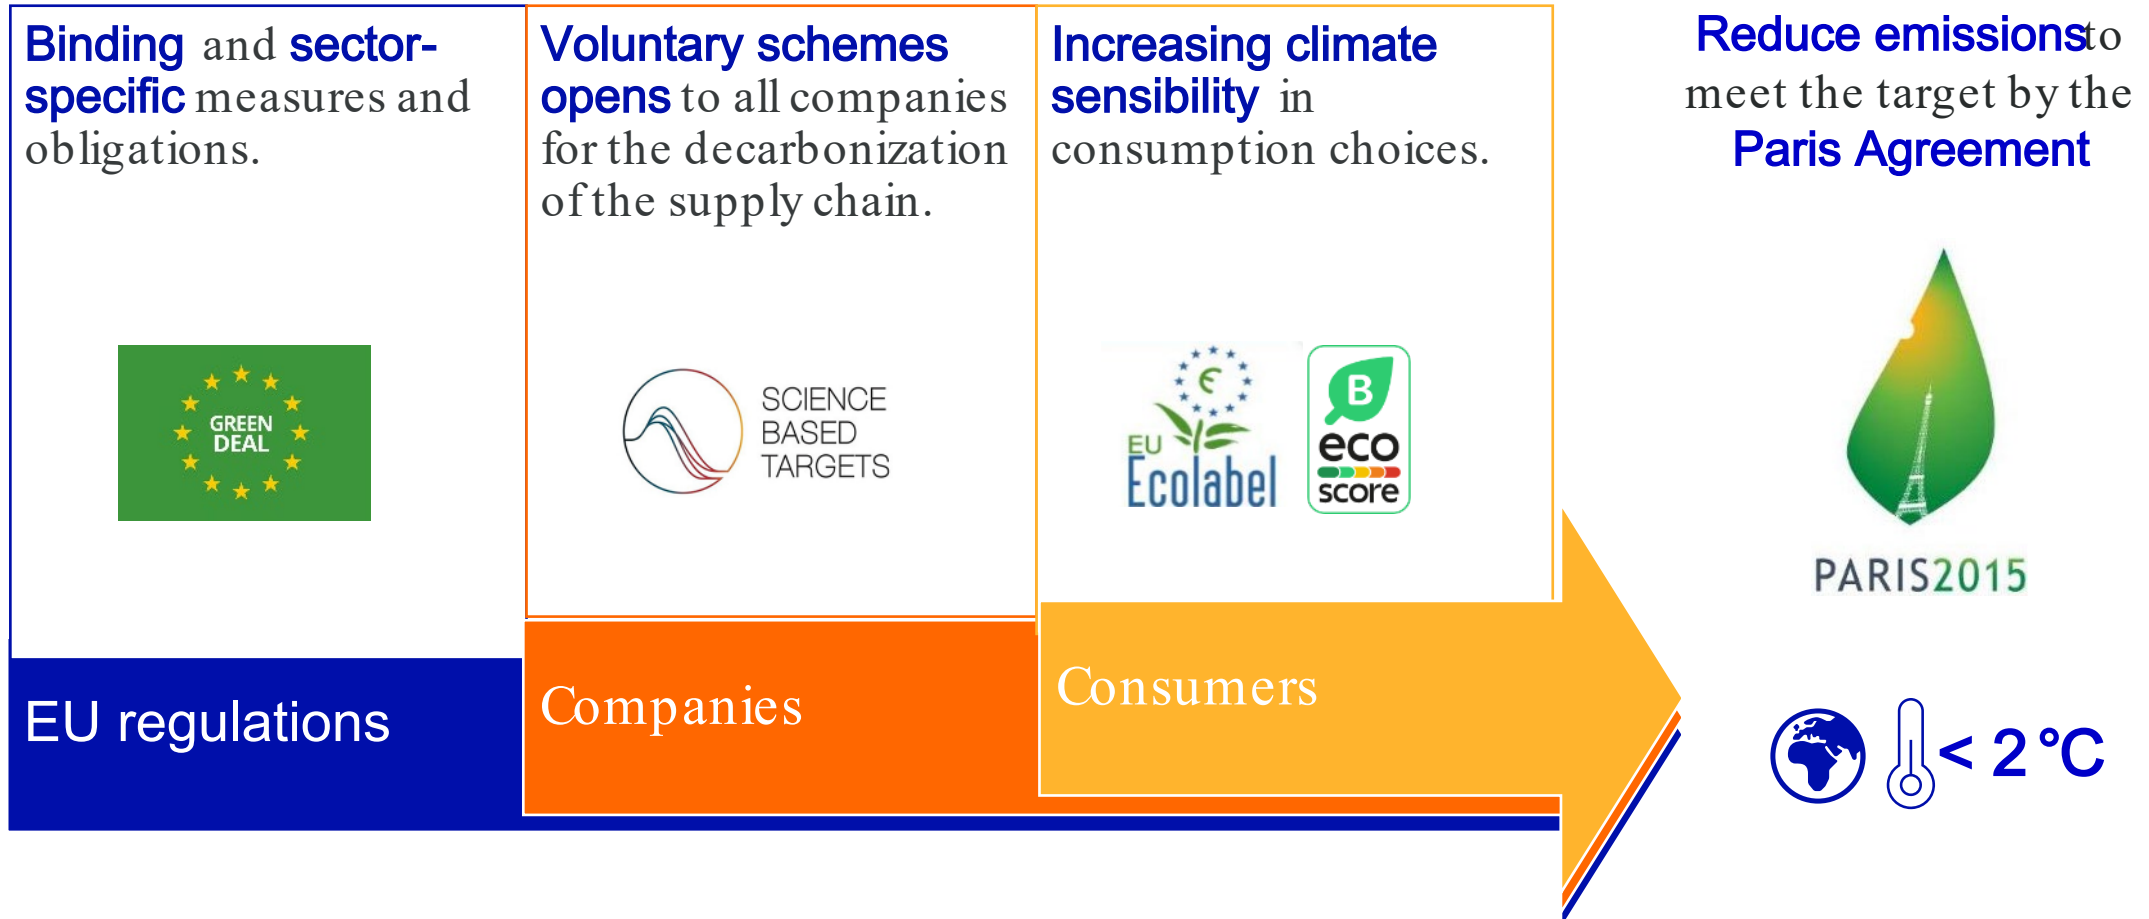 Binding and sector-
specific measures and
obligations.
GREEN
DEAL
EU regulations
Voluntary schemes
opens to all companies
for the decarbonization
of the supply chain.
SCIENCE
BASED
TARGETS
Companies
Increasing climate
sensibility in
consumption choices.
EU
Ecolabel
B
eco
score
Consumers
Reduce emissions to
meet the target by the
Paris Agreement
PARIS2015
< 2 °C